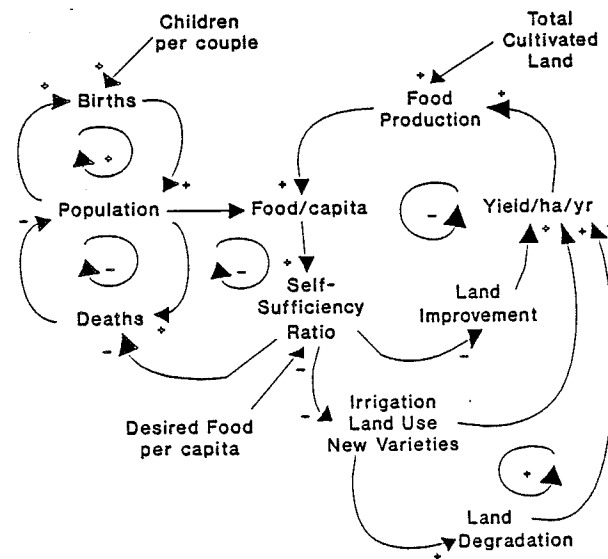 Children
per couple
Total
Cultivated
Land
+
+
+
+
Births
Food
Production
+
+
+
-
Population
Food/capita
-
Yield/ha/yr
+
+
-
-
+
Self-
Sufficiency
Ratio
Land
Improvement
Deaths
+
-
-
-
-
Desired Food
per capita
Irrigation
Land Use
New Varieties
+
Land
Degradation
+